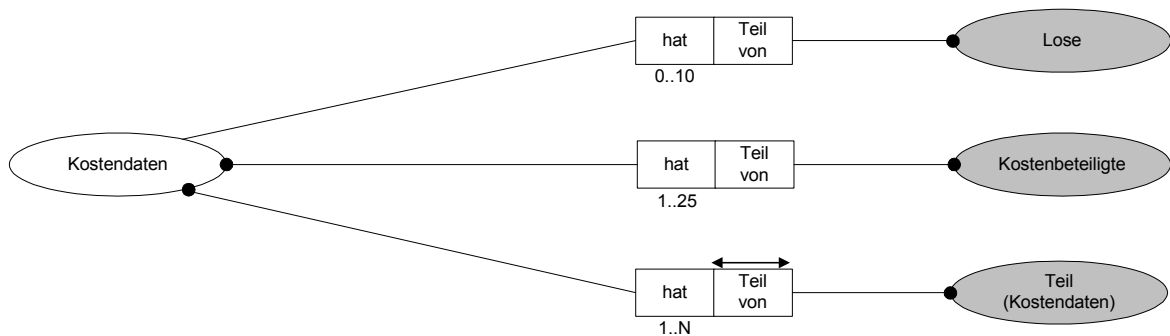 hat
Teil
von
Lose
0..10
Kostendaten
hat
Teil
von
Kostenbeteiligte
1..25
hat
Teil
von
Teil
(Kostendaten)
1..N